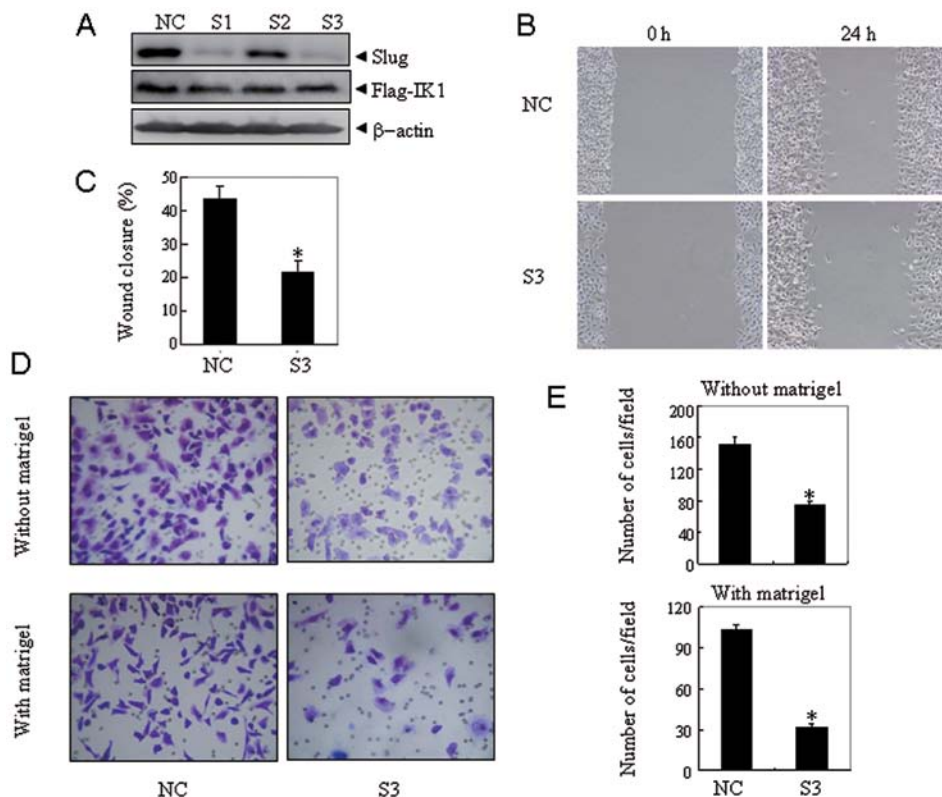 A
NC S1 S2 S3
Slug
Flag-IK1
β-actin
B
0 h 24 h
NC
S3
C
Wound closure (%)
50
40
30
20
10
0
*
NC S3
D
Without matrigel
With matrigel
NC S3
E
Without matrigel
Number of cells/field
200
160
120
80
40
0
*
With matrigel
Number of cells/field
120
90
60
30
0
*
NC S3